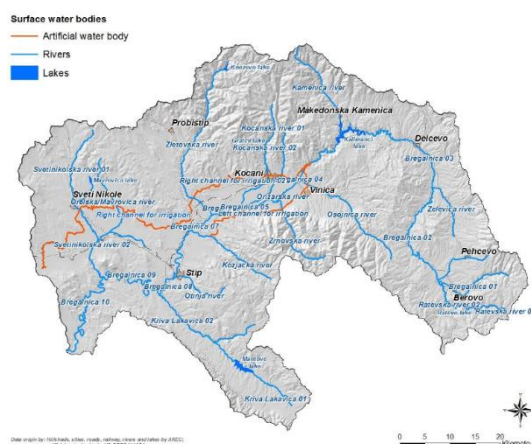 Surface water bodies
Artificial water body
Rivers
Lakes
Kamenica river
Makedonska Kamenica
Probistip
Delcevo
Zletovska river
Kocanska river 01
Kocanska river 02
Bregalnica 03
Svetinikolska river 01
Kocani
Right channel for irrigation 02
Vinica
Sveti Nikole
Orizarska river
Bregalnica 05
Left channel for irrigation
Right channel for irrigation
Osojnica river
Zelevica river
Bregalnica 07
Bregalnica 02
Svetinikolska river 02
Zrnovska river
Pehcevo
Kozjacka river
Stip
Bregalnica 09
Bregalnica 08
Otinja river
Bregalnica 01
Berovo
Bregalnica 10
Kriva Lakavica 02
Kriva Lakavica 01
0 5 10 20